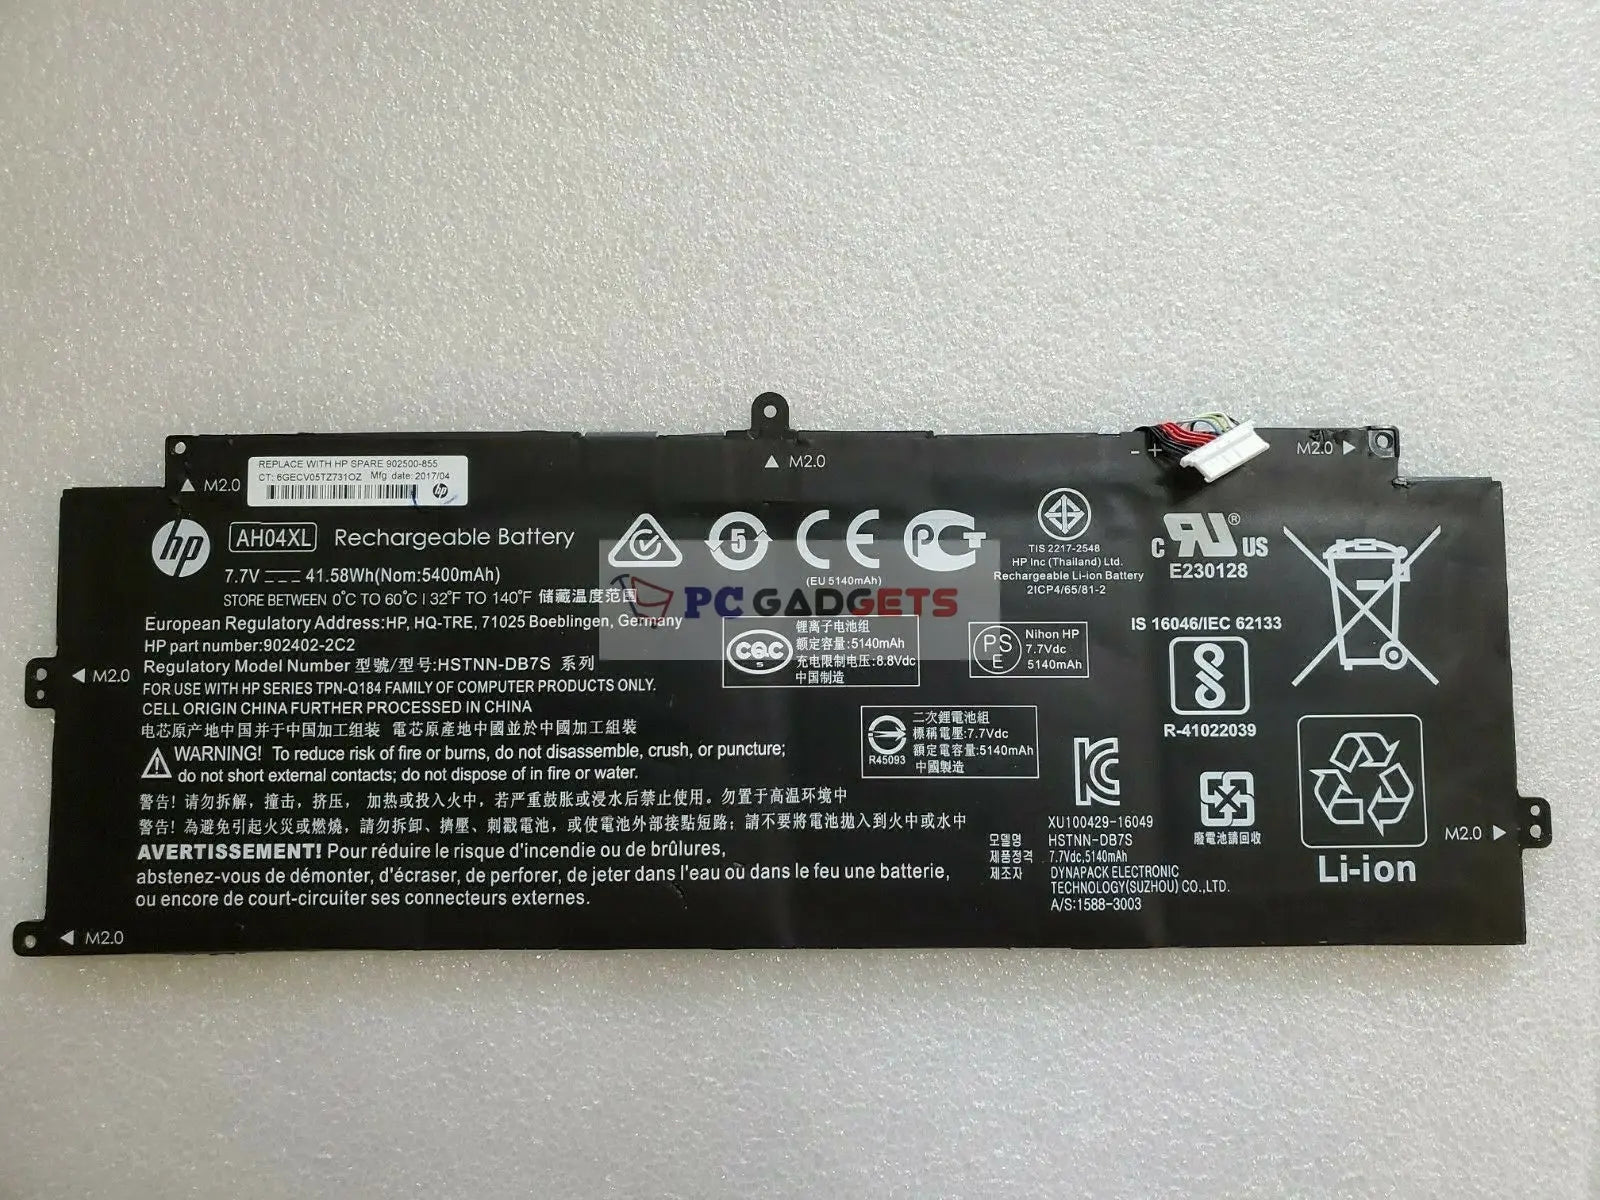 REPLACE WITH HP SPARE 902500-855
CT: 6GECV05TZ731OZ Mfg date: 2017/04
hp
M2.0
M2.0
- +
M2.0
hp AH04XL Rechargeable Battery
7.7V 41.58Wh(Nom:5400mAh)
STORE BETWEEN 0°C TO 60°C | 32°F TO 140°F 储藏温度范围
European Regulatory Address:HP, HQ-TRE, 71025 Boeblingen, Germany
HP part number:902402-2C2
Regulatory Model Number 型號/型号:HSTNN-DB7S 系列
FOR USE WITH HP SERIES TPN-Q184 FAMILY OF COMPUTER PRODUCTS ONLY.
CELL ORIGIN CHINA FURTHER PROCESSED IN CHINA
电芯原产地中国并于中国加工组装 電芯原產地中國並於中國加工組裝
WARNING! To reduce risk of fire or burns, do not disassemble, crush, or puncture;
do not short external contacts; do not dispose of in fire or water.
警告! 请勿拆解, 撞击, 挤压, 加热或投入火中, 若严重鼓胀或浸水后禁止使用。勿置于高温环境中
警告! 為避免引起火災或燃燒, 請勿拆卸、擠壓、刺戳電池, 或使電池外部接點短路; 請不要將電池拋入到火中或水中
AVERTISSEMENT! Pour réduire le risque d'incendie ou de brûlures,
abstenez-vous de démonter, d'écraser, de perforer, de jeter dans l'eau ou dans le feu une batterie,
ou encore de court-circuiter ses connecteurs externes.
M2.0
M2.0
5
CE
(EU 5140mAh)
PCT
PC GADGETS
TIS 2217-2548
HP Inc (Thailand) Ltd.
Rechargeable Li-ion Battery
2ICP4/65/81-2
CQC
5
锂离子电池组
额定容量:5140mAh
充电限制电压:8.8Vdc
中国制造
PS
E
Nihon HP
7.7Vdc
5140mAh
R45093
二次鋰電池組
標稱電壓:7.7Vdc
額定電容量:5140mAh
中國製造
XU100429-16049
모델명 HSTNN-DB7S
제품정격 7.7Vdc,5140mAh
제조자 DYNAPACK ELECTRONIC
TECHNOLOGY(SUZHOU) CO.,LTD.
A/S:1588-3003
C RU® US
E230128
IS 16046/IEC 62133
R-41022039
廢電池請回收
Li-ion
M2.0